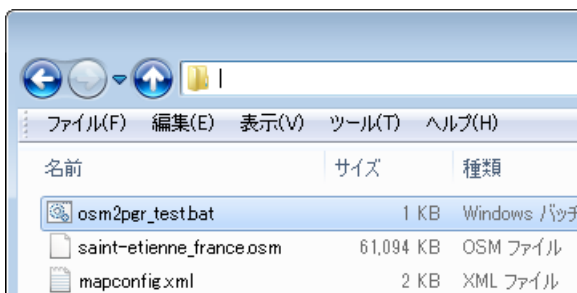 ファイル(F) 編集(E) 表示(V) ツール(T) ヘルプ(H)
名前 サイズ 種類
osm2pgr_test.bat 1 KB Windows バッチ
saint-etienne_france.osm 61,094 KB OSM ファイル
mapconfig.xml 2 KB XML ファイル